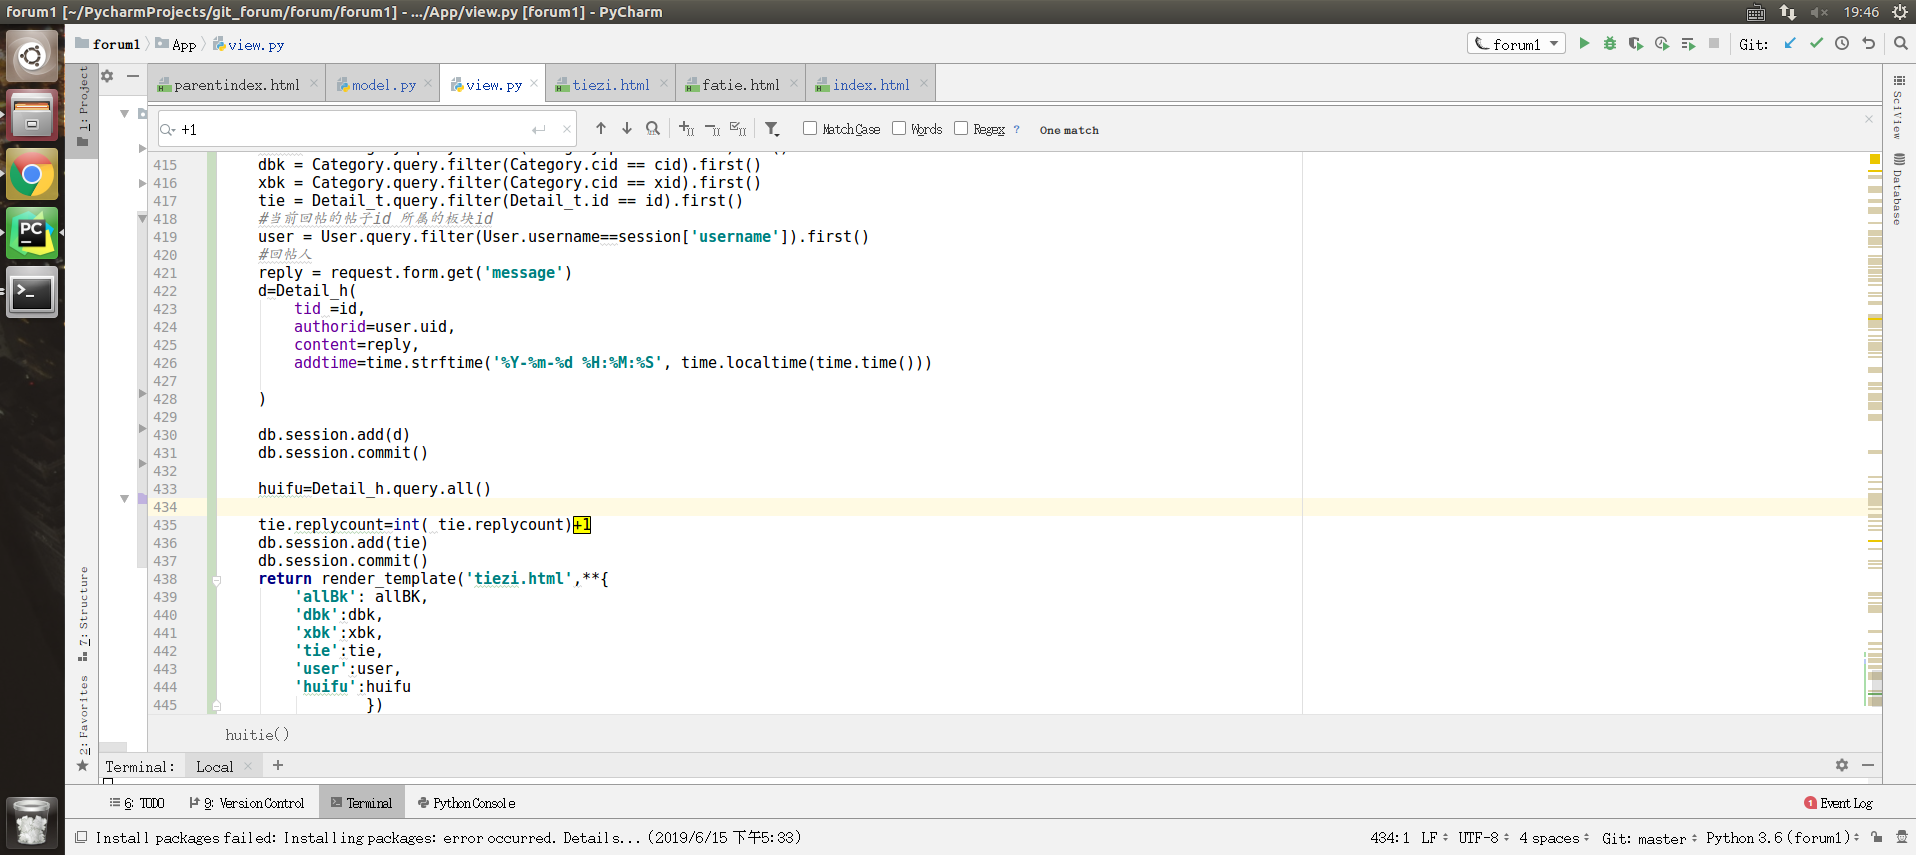 forum1 [~/PycharmProjects/git_forum/forum/forum1] - .../App/view.py [forum1] - PyCharm
19:46
forum1 App view.py
forum1 Git:
1: Project
parentindex.html model.py view.py tiezi.html fatie.html index.html
+1 Match Case Words Regex ? One match
415 dbk = Category.query.filter(Category.cid == cid).first()
416 xbk = Category.query.filter(Category.cid == xid).first()
417 tie = Detail_t.query.filter(Detail_t.id == id).first()
418 #当前回帖的帖子id 所属的板块id
419 user = User.query.filter(User.username==session['username']).first()
420 #回帖人
421 reply = request.form.get('message')
422 d=Detail_h(
423 tid =id,
424 authorid=user.uid,
425 content=reply,
426 addtime=time.strftime('%Y-%m-%d %H:%M:%S', time.localtime(time.time()))
427
428 )
429
430 db.session.add(d)
431 db.session.commit()
432
433 huifu=Detail_h.query.all()
434
435 tie.replycount=int( tie.replycount)+1
436 db.session.add(tie)
437 db.session.commit()
438 return render_template('tiezi.html',**{
439 'allBk': allBK,
440 'dbk':dbk,
441 'xbk':xbk,
442 'tie':tie,
443 'user':user,
444 'huifu':huifu
445 })
huitie()
7: Structure
2: Favorites
SciView
Database
Terminal: Local +
6: TODO 9: Version Control Terminal Python Console 1 Event Log
Install packages failed: Installing packages: error occurred. Details... (2019/6/15 下午5:33) 434:1 LF UTF-8 4 spaces Git: master Python 3.6 (forum1)